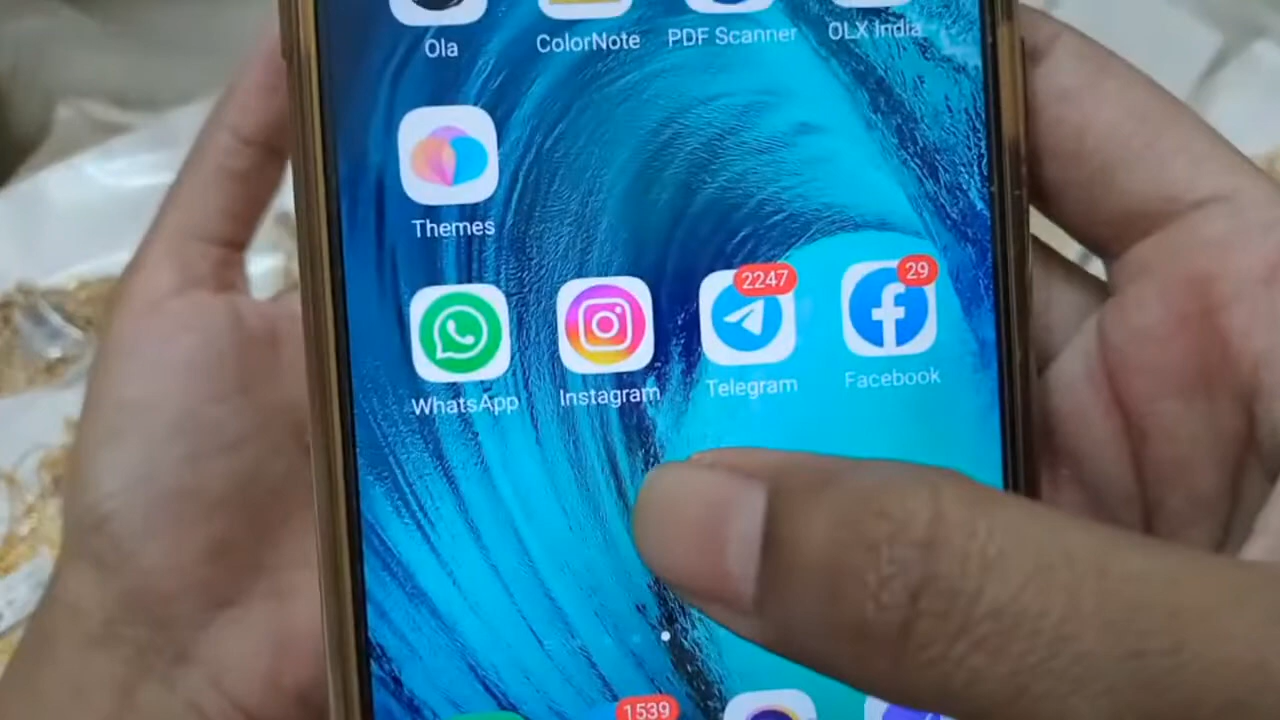 Ola
ColorNote
PDF Scanner
OLX India
Themes
2247
29
WhatsApp
Instagram
Telegram
Facebook
1539